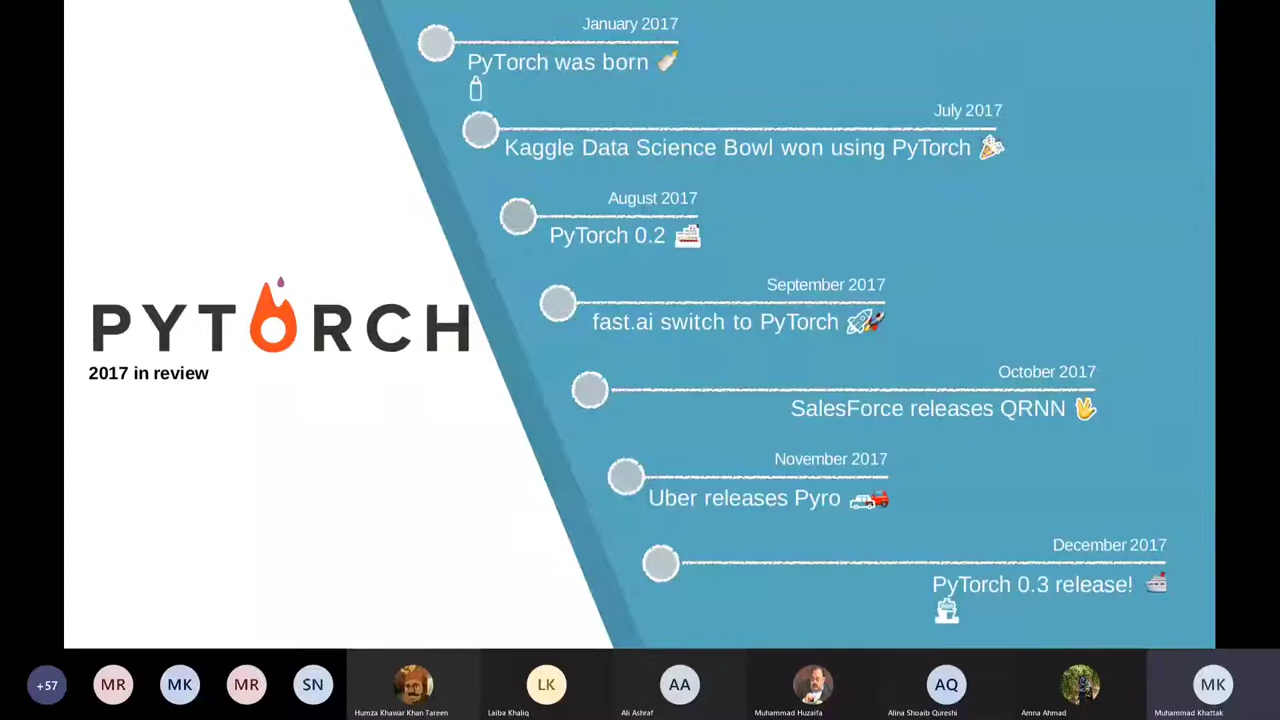 January 2017
PyTorch was born
July 2017
Kaggle Data Science Bowl won using PyTorch
August 2017
PyTorch 0.2
September 2017
fast.ai switch to PyTorch
October 2017
SalesForce releases QRNN
November 2017
Uber releases Pyro
December 2017
PyTorch 0.3 release!
PYTORCH
2017 in review
+57
MR
MK
MR
SN
LK
AA
AQ
MK
Humza Khawar Khan Tareen
Laiba Khaliq
Ali Ashraf
Muhammad Huzaifa
Alina Shoaib Qureshi
Amna Ahmad
Muhammad Khattak